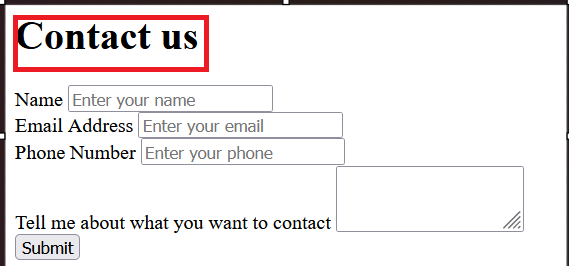 Contact us
Name Enter your name
Email Address Enter your email
Phone Number Enter your phone
Tell me about what you want to contact
Submit